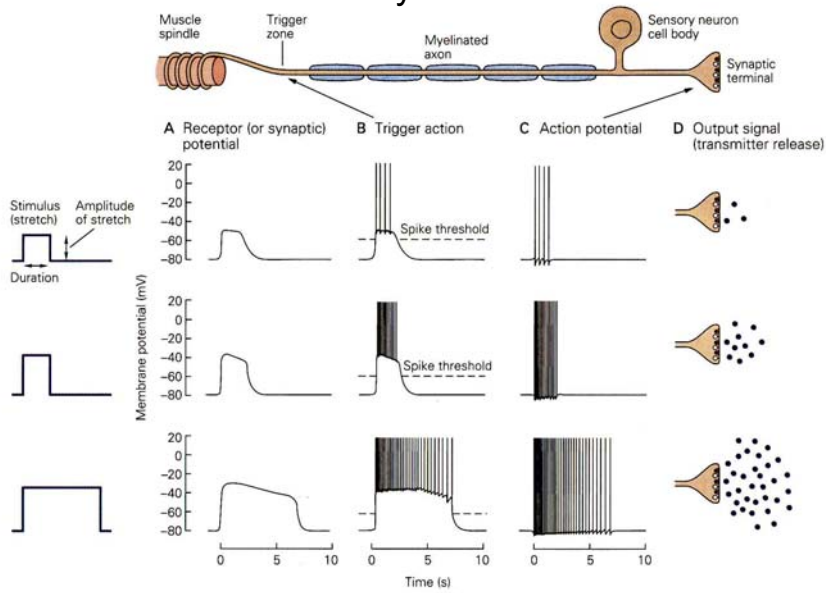 Muscle
spindle
Trigger
zone
Myelinated
axon
Sensory neuron
cell body
Synaptic
terminal
A Receptor (or synaptic)
potential
B Trigger action
C Action potential
D Output signal
(transmitter release)
Stimulus
(stretch)
Amplitude
of stretch
Duration
Membrane potential (mV)
20
0
−20
−40
−60
−80
Spike threshold
20
0
−20
−40
−60
−80
Spike threshold
20
0
−20
−40
−60
−80
0 5 10
0 5 10
0 5 10
Time (s)